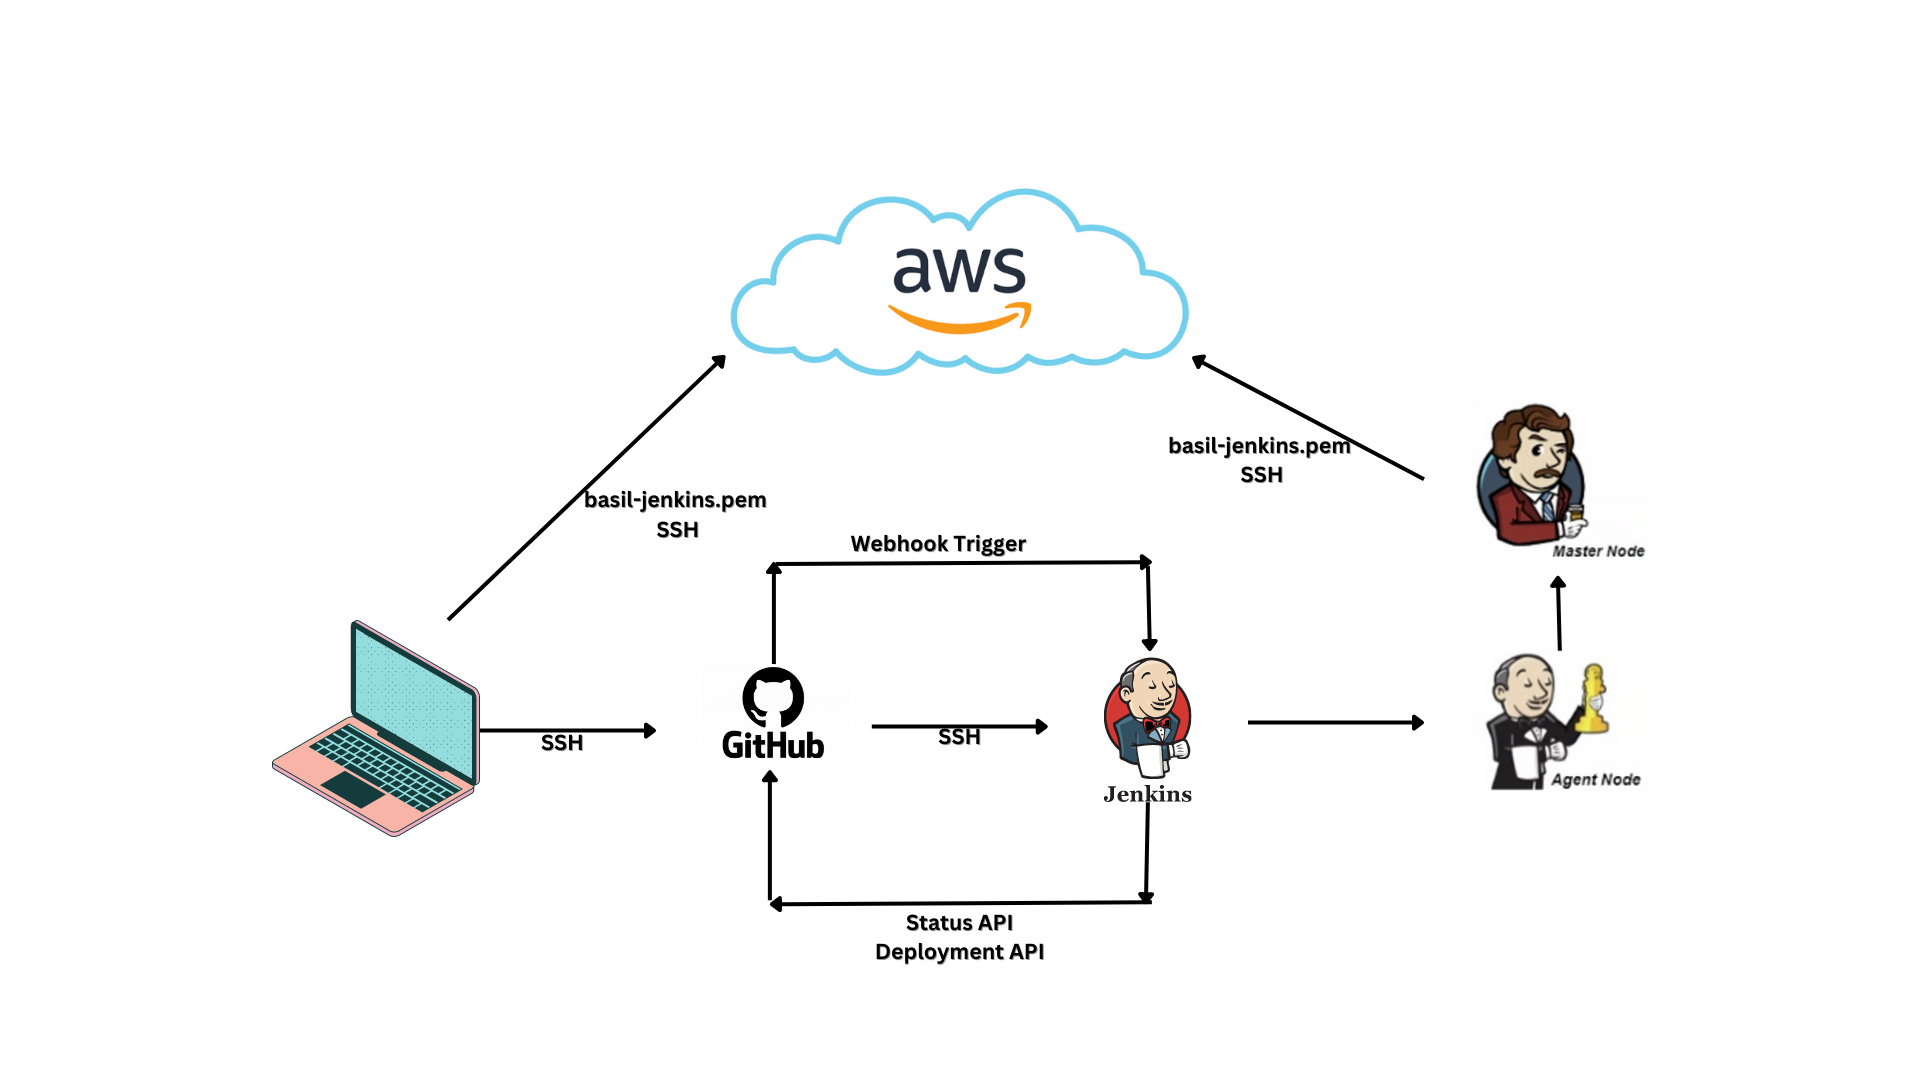 aws
basil-jenkins.pem
SSH
Master Node
basil-jenkins.pem
SSH
Webhook Trigger
SSH
GitHub
SSH
Jenkins
Agent Node
Status API
Deployment API